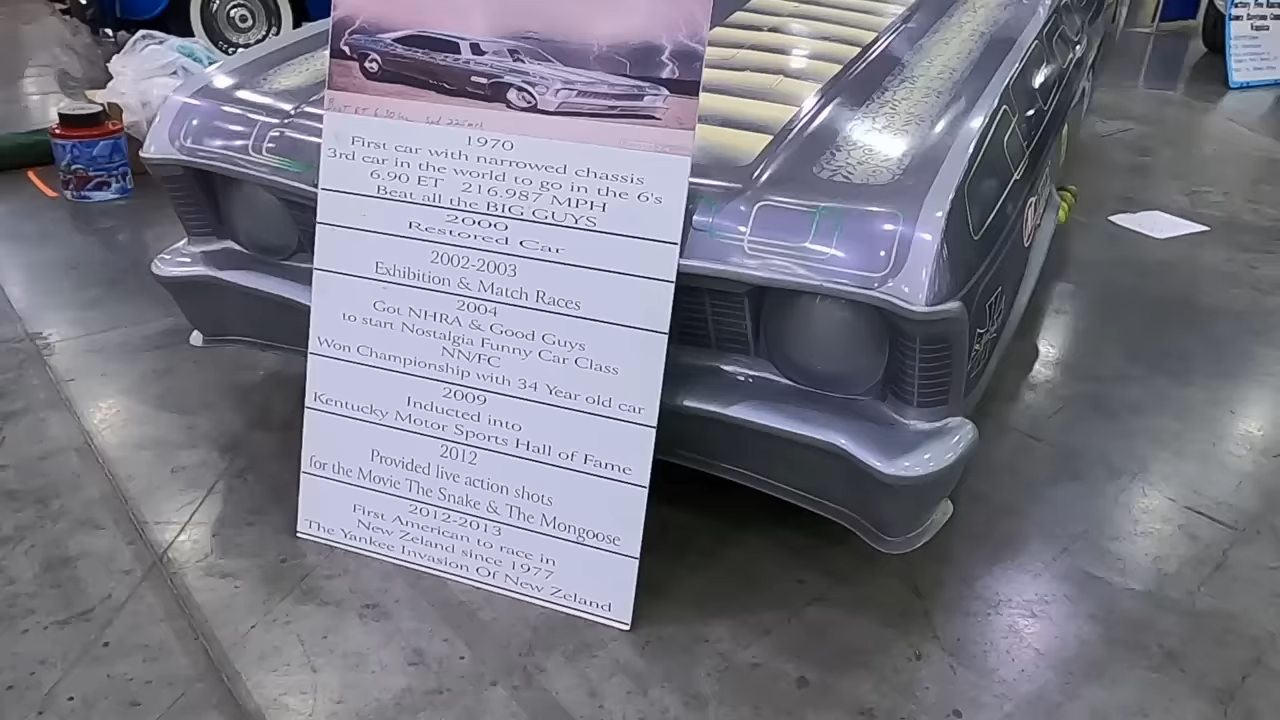 1970
First car with narrowed chassis
3rd car in the world to go in the 6's
6.90 ET 216.987 MPH
Beat all the BIG GUYS
2000
Restored Car
2002-2003
Exhibition & Match Races
2004
Got NHRA & Good Guys
to start Nostalgia Funny Car Class
NN/FC
Won Championship with 34 Year old car
2009
Inducted into
Kentucky Motor Sports Hall of Fame
2012
Provided live action shots
for the Movie The Snake & The Mongoose
2012-2013
First American to race in
New Zeland since 1977
The Yankee Invasion Of New Zeland